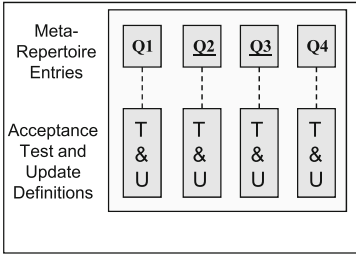 Meta-
Repertoire
Entries
Q1 Q2 Q3 Q4
Acceptance
Test and
Update
Definitions
T T T T
& & & &
U U U U